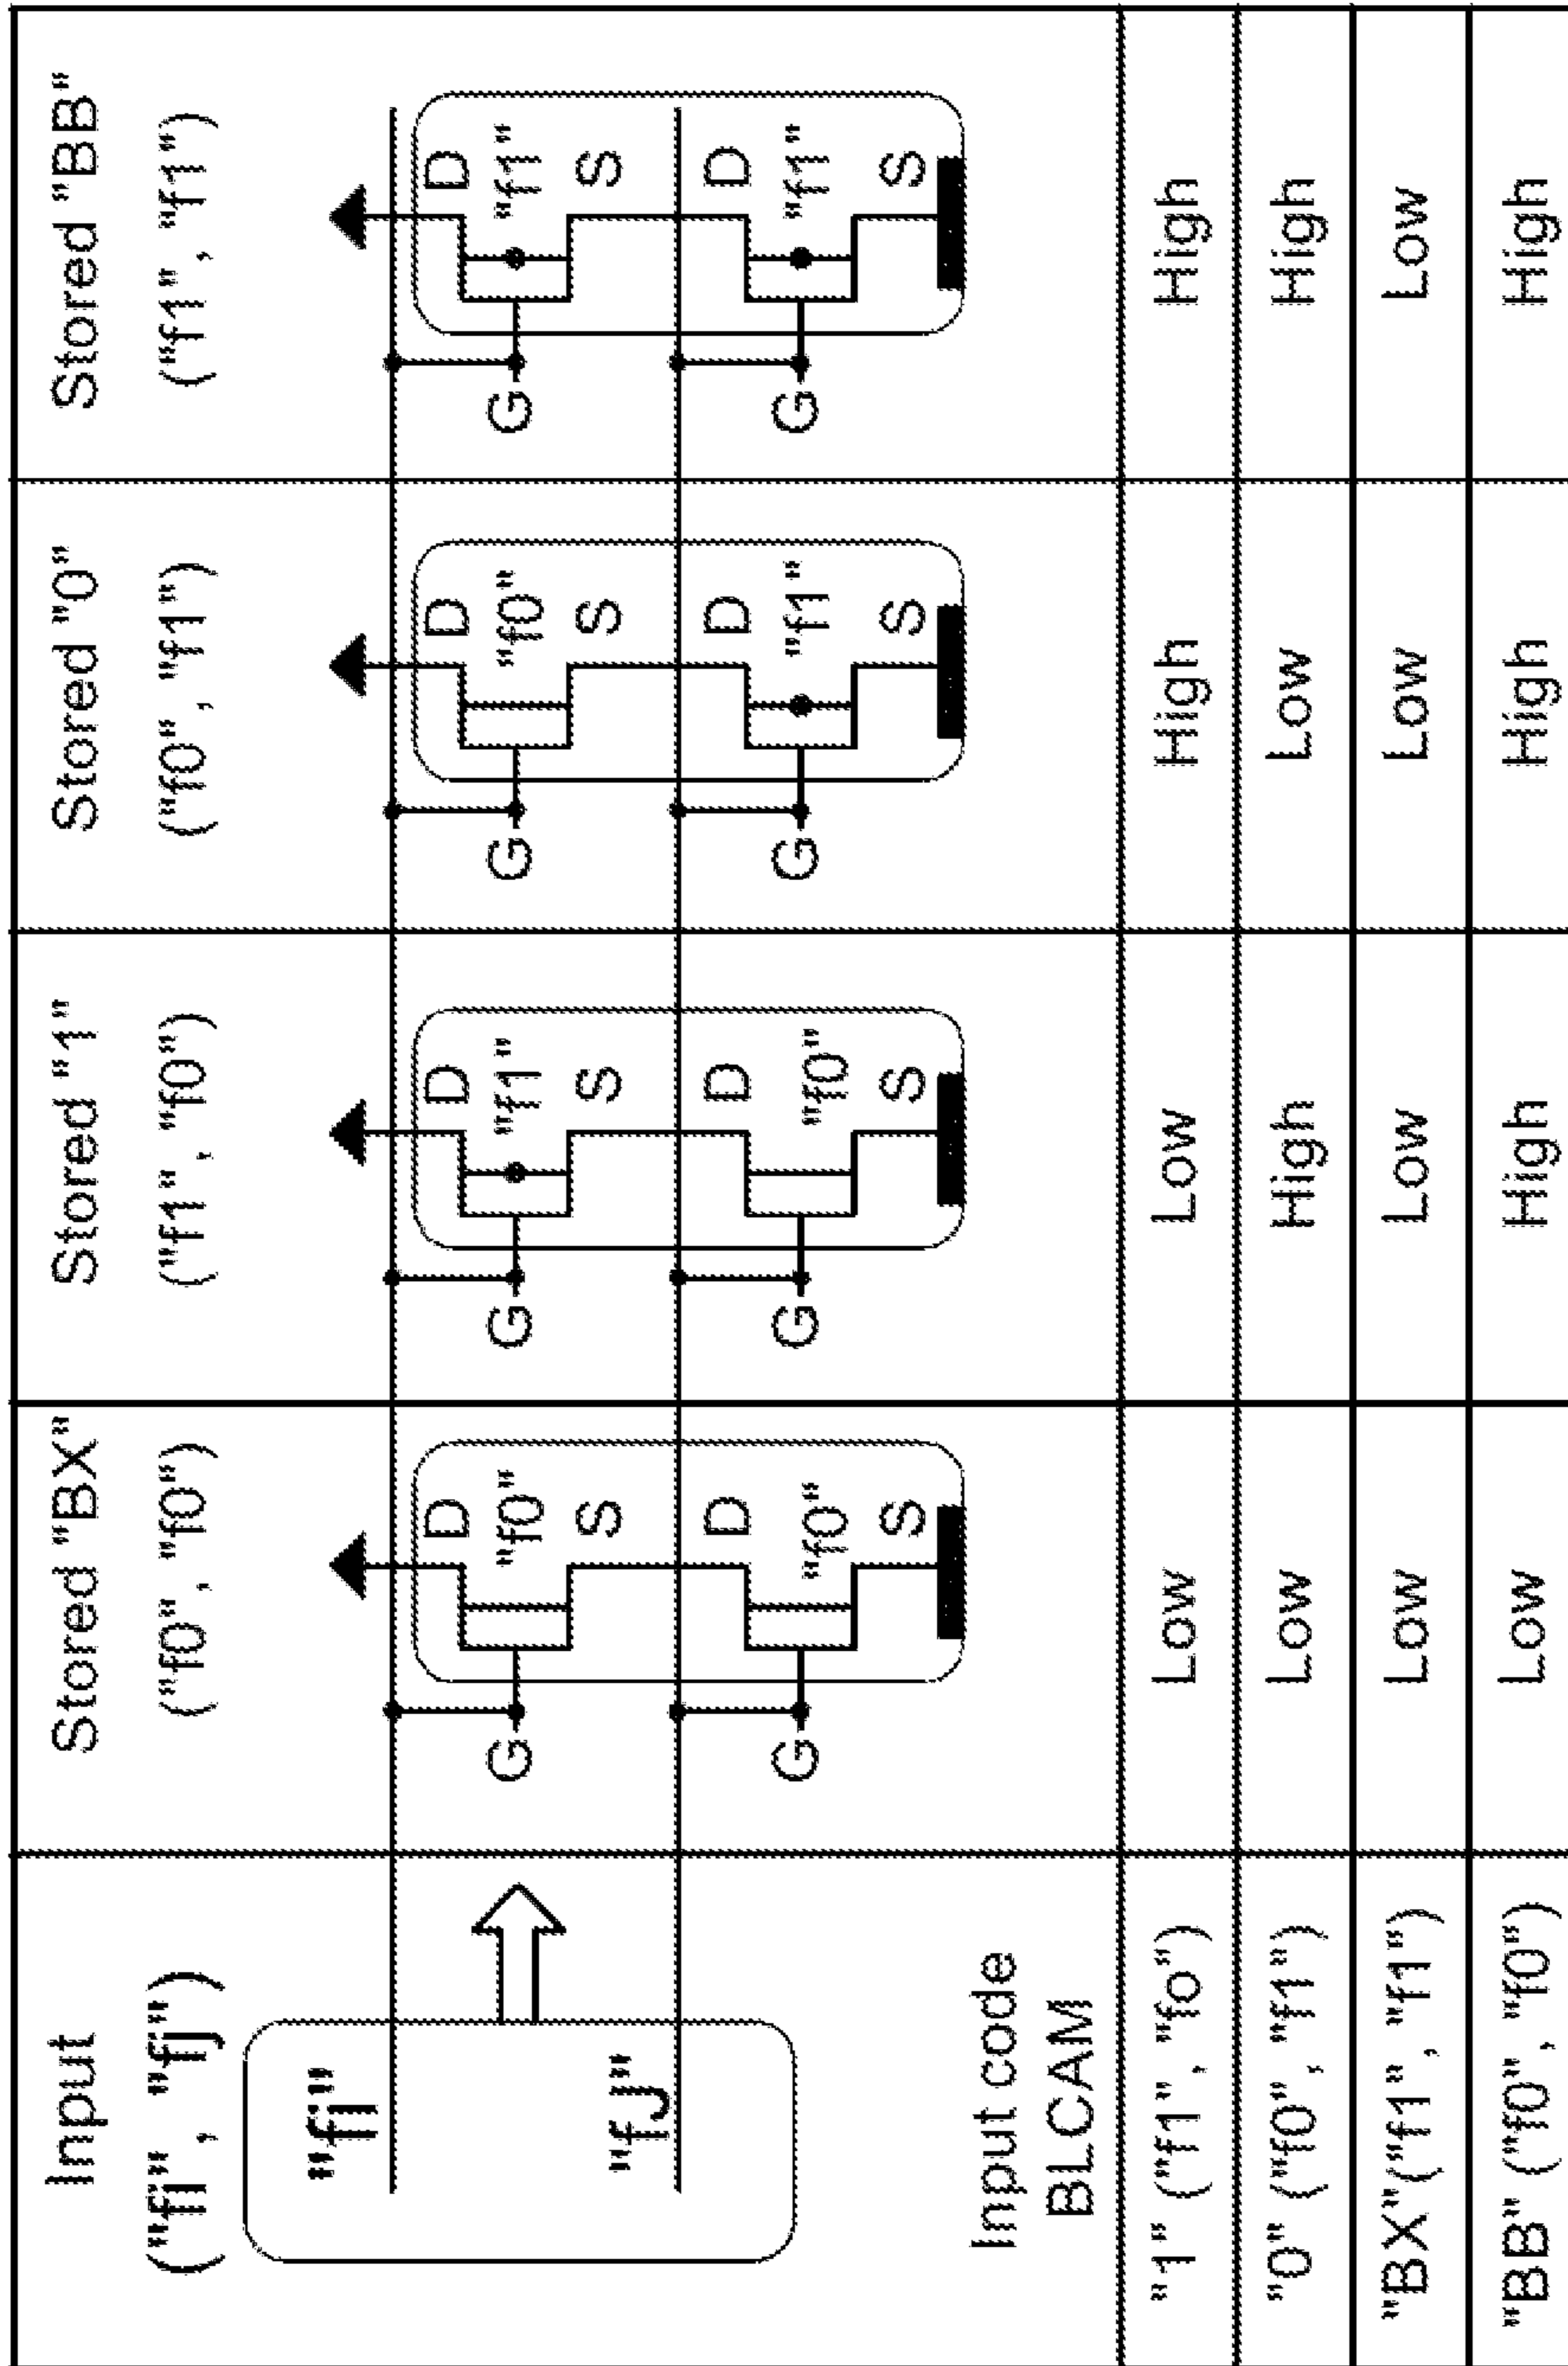 Input
("fi", "fj")
Stored "BX"
("f0", "f0")
Stored "1"
("f1", "f0")
Stored "0"
("f0", "f1")
Stored "BB"
("f1", "f1")
"fi"
"fJ"
G
D
"f0"
S
G
D
"f0"
S
G
D
"f1"
S
G
D
"f0"
S
G
D
"f0"
S
G
D
"f1"
S
G
D
"f1"
S
G
D
"f1"
S
Input code
BLCAM
"1" ("f1", "fo") Low Low High High
"0" ("f0", "f1") Low High Low High
"BX"("f1", "f1") Low Low Low Low
"BB" ("f0", "f0") Low High High High